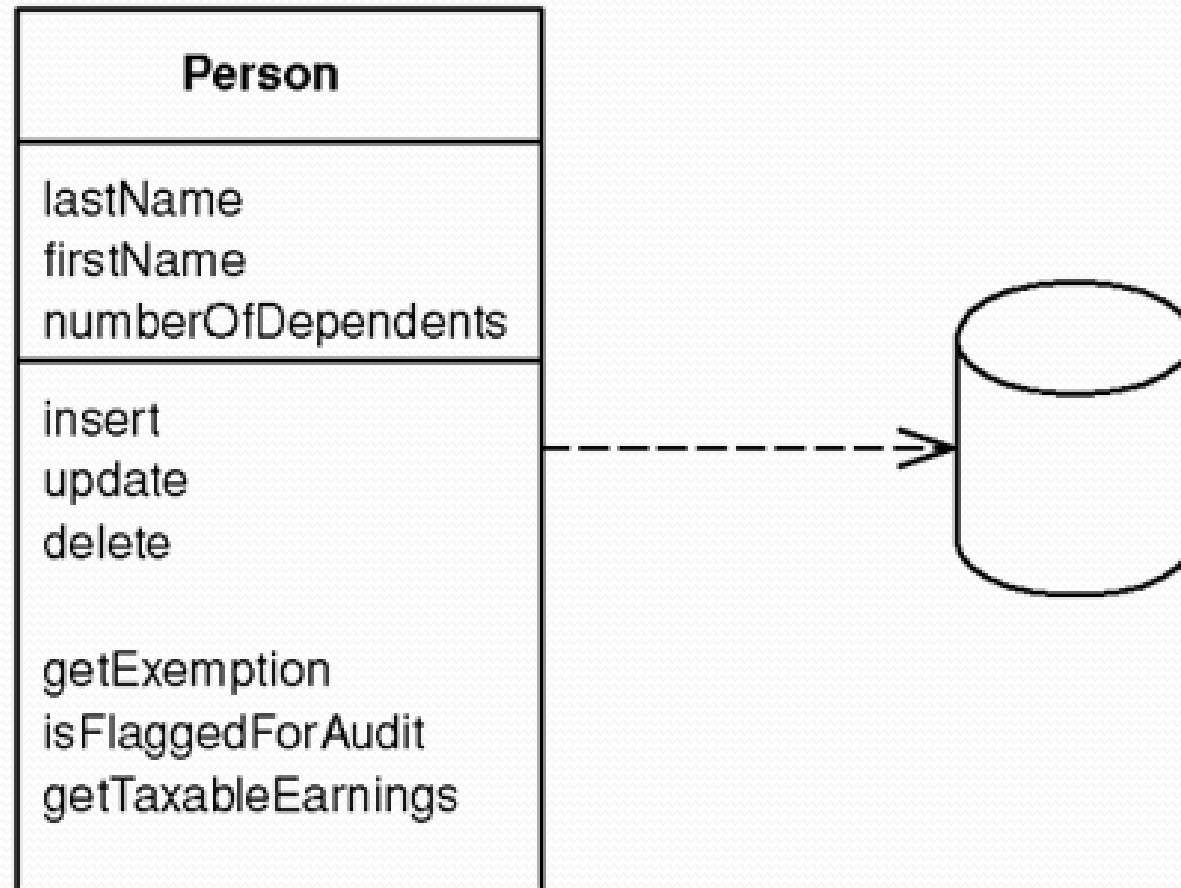 Person
lastName
firstName
numberOfDependents
insert
update
delete
getExemption
isFlaggedForAudit
getTaxableEarnings